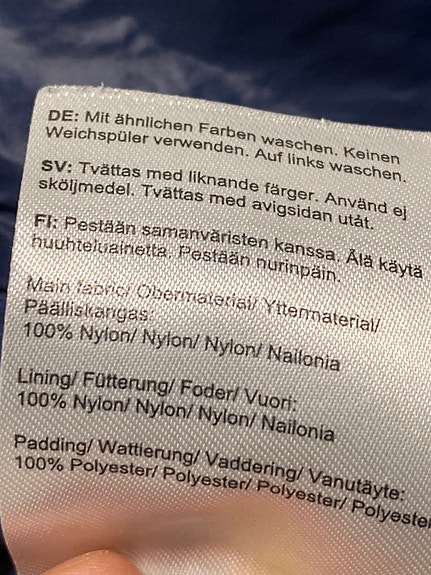 DE: Mit ähnlichen Farben waschen. Keinen
Weichspüler verwenden. Auf links waschen.
SV: Tvättas med liknande färger. Använd ej
sköljmedel. Tvättas med avigsidan utåt.
FI: Pestään samanväristen kanssa. Älä käytä
huuhteluainetta. Pestään nurinpäin.
Main fabric/ Obermaterial/ Yttermaterial/
Päälliskangas:
100% Nylon/ Nylon/ Nylon/ Nailonia
Lining/ Fütterung/ Foder/ Vuori:
100% Nylon/ Nylon/ Nylon/ Nailonia
Padding/ Wattierung/ Vaddering/ Vanutäyte:
100% Polyester/ Polyester/ Polyester/ Polyester